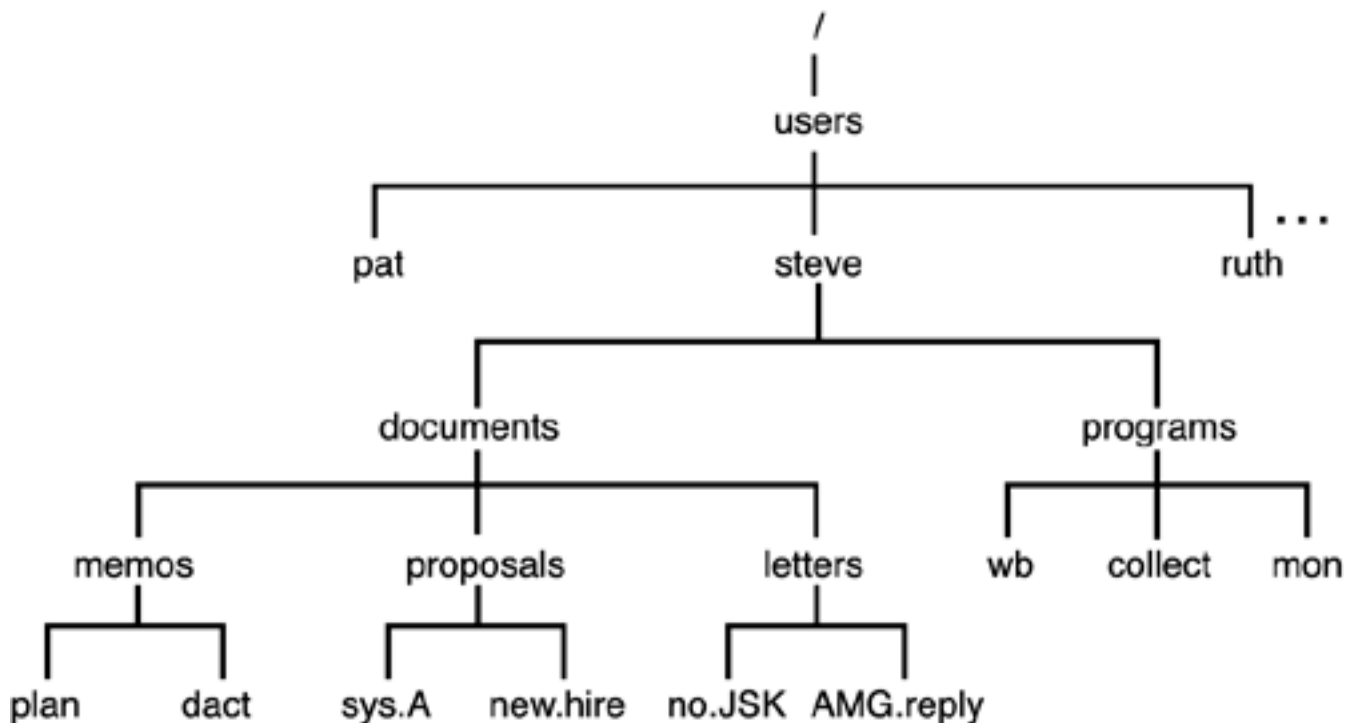 /
users
pat steve ruth ...
documents programs
memos proposals letters wb collect mon
plan dact sys.A new.hire no.JSK AMG.reply